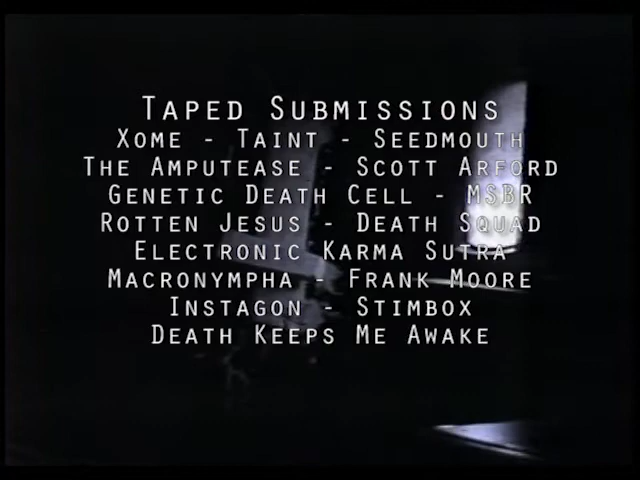 Taped Submissions
Xome - Taint - Seedmouth
The Amputease - Scott Arford
Genetic Death Cell - MSBR
Rotten Jesus - Death Squad
Electronic Karma Sutra
Macronympha - Frank Moore
Instagon - Stimbox
Death Keeps Me Awake